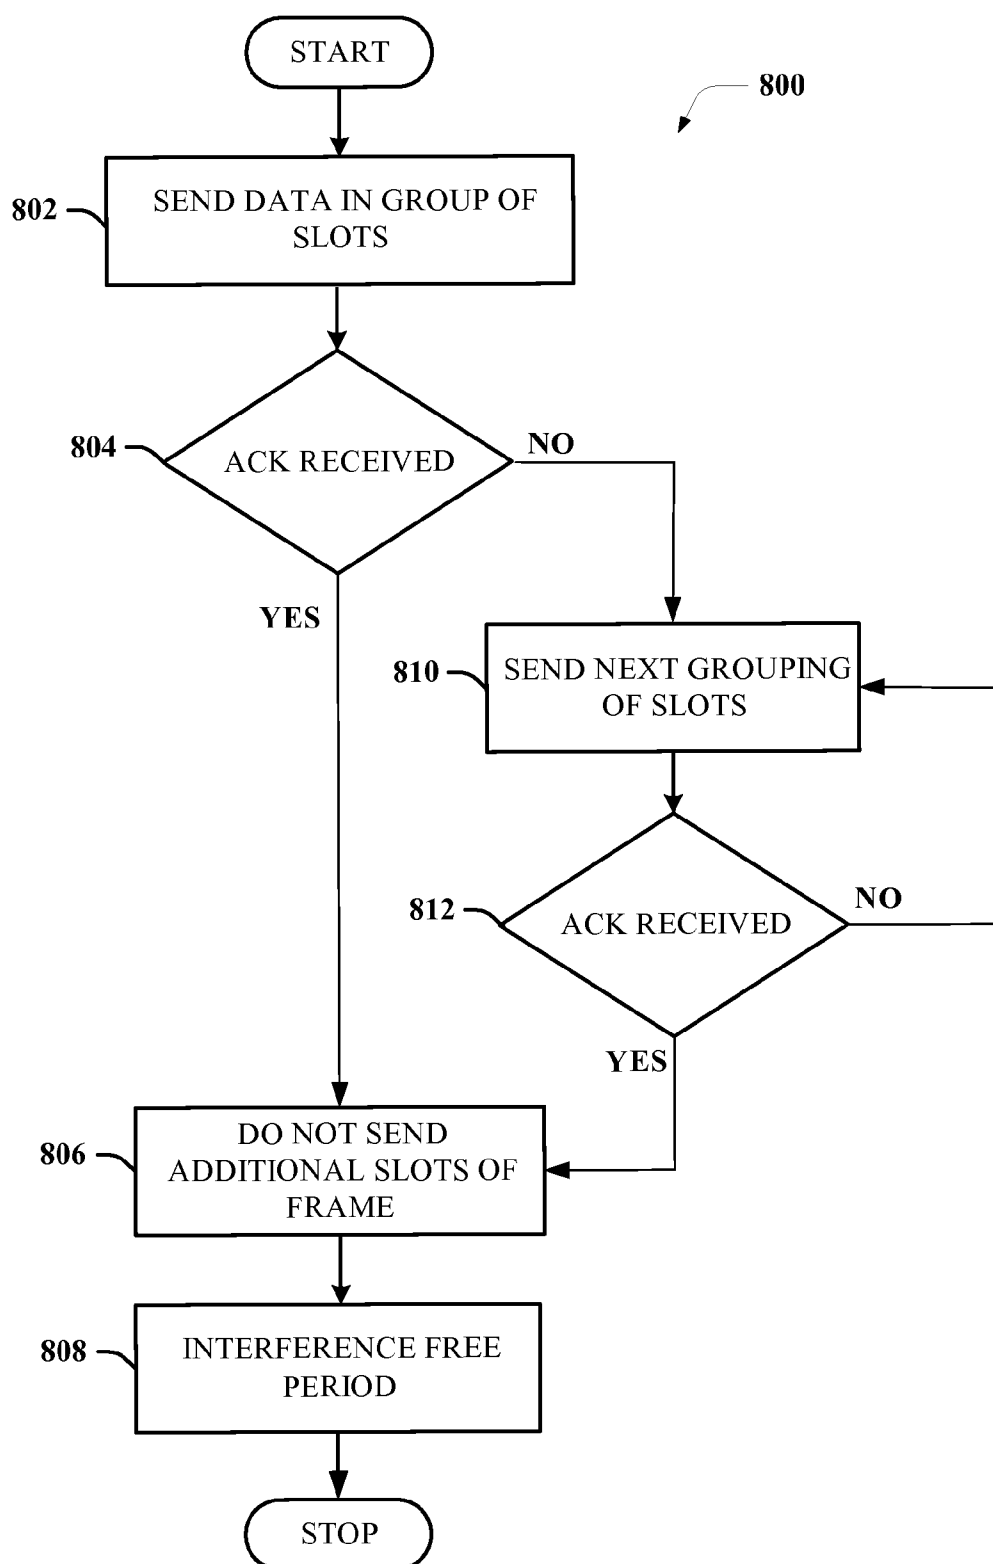 START
800
802
SEND DATA IN GROUP OF
SLOTS
804
ACK RECEIVED
NO
YES
810
SEND NEXT GROUPING
OF SLOTS
812
ACK RECEIVED
NO
YES
806
DO NOT SEND
ADDITIONAL SLOTS OF
FRAME
808
INTERFERENCE FREE
PERIOD
STOP